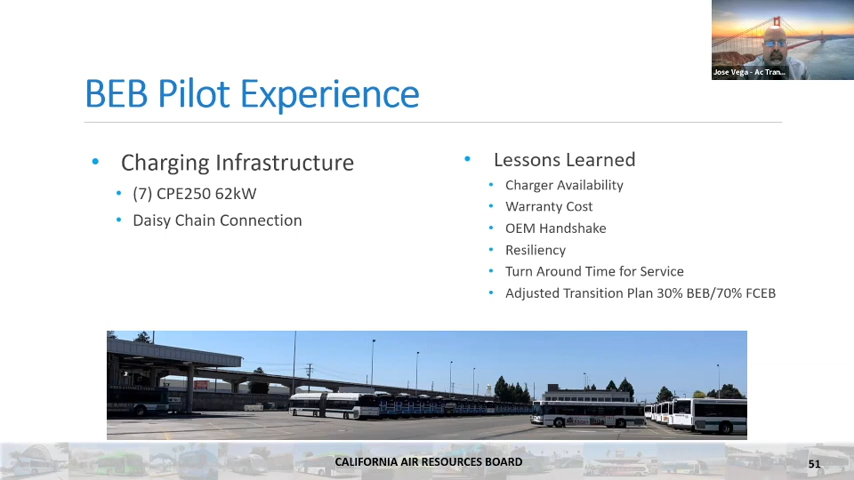 Jose Vega - Ac Tran...
BEB Pilot Experience
Charging Infrastructure
(7) CPE250 62kW
Daisy Chain Connection
Lessons Learned
Charger Availability
Warranty Cost
OEM Handshake
Resiliency
Turn Around Time for Service
Adjusted Transition Plan 30% BEB/70% FCEB
CALIFORNIA AIR RESOURCES BOARD
51